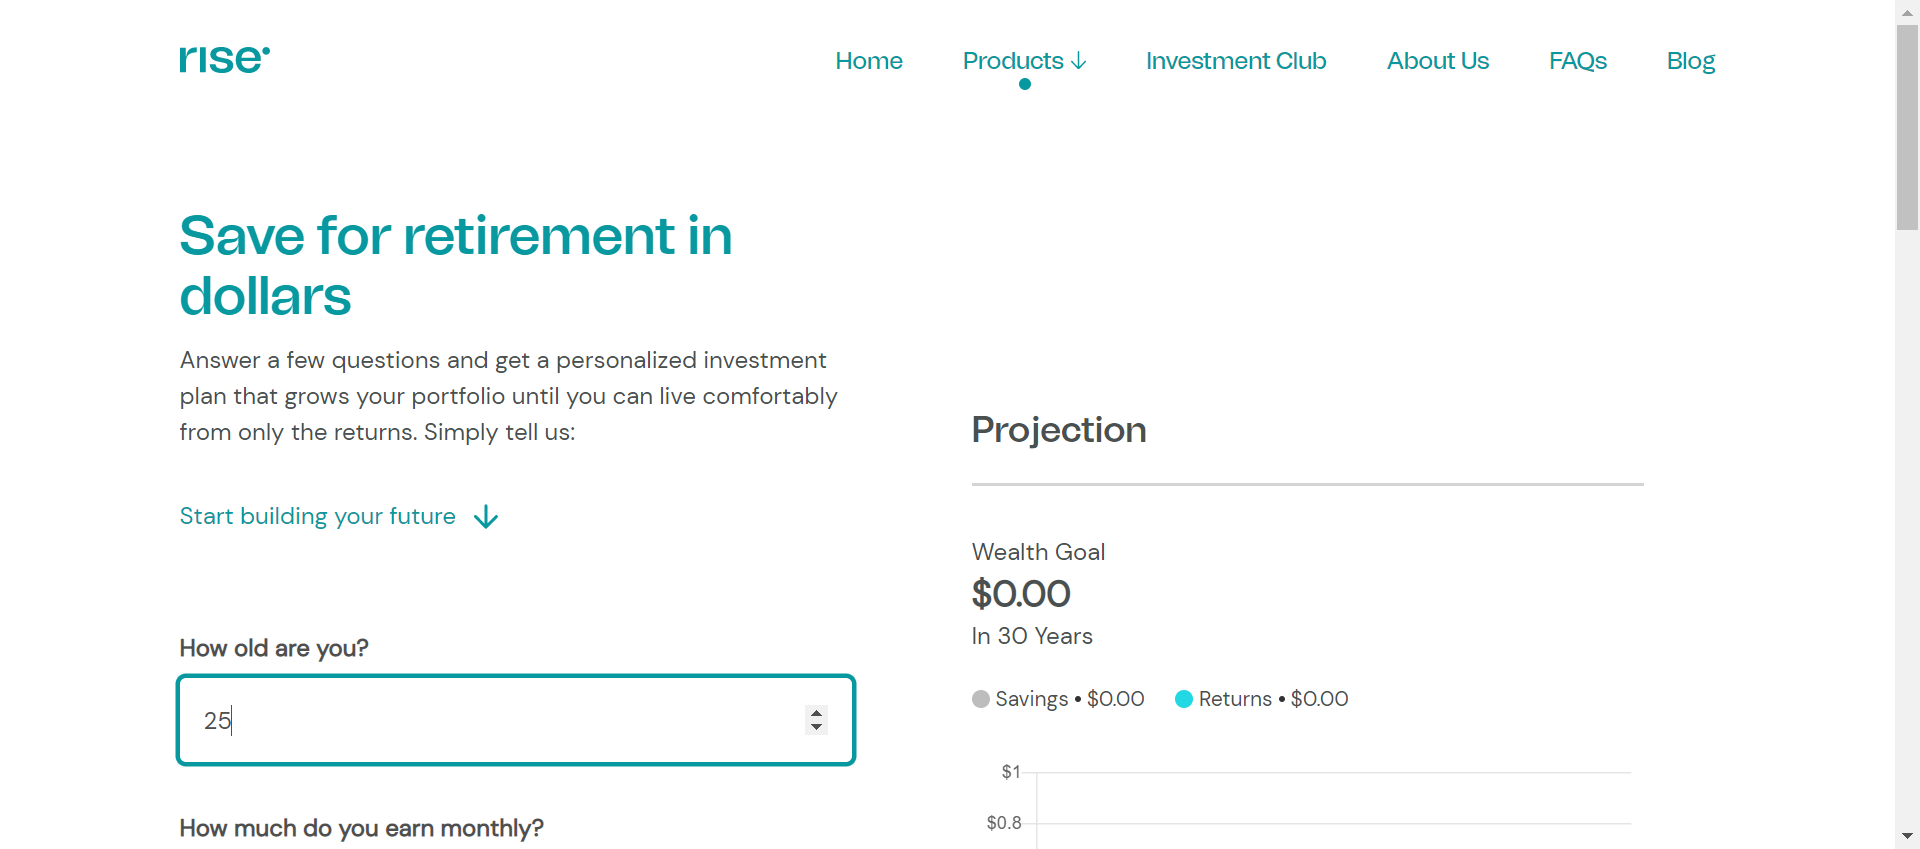 rise
Home
Products ↓
Investment Club
About Us
FAQs
Blog
Save for retirement in
dollars
Answer a few questions and get a personalized investment
plan that grows your portfolio until you can live comfortably
from only the returns. Simply tell us:
Start building your future ↓
How old are you?
25
How much do you earn monthly?
Projection
Wealth Goal
$0.00
In 30 Years
Savings • $0.00
Returns • $0.00
$1
$0.8